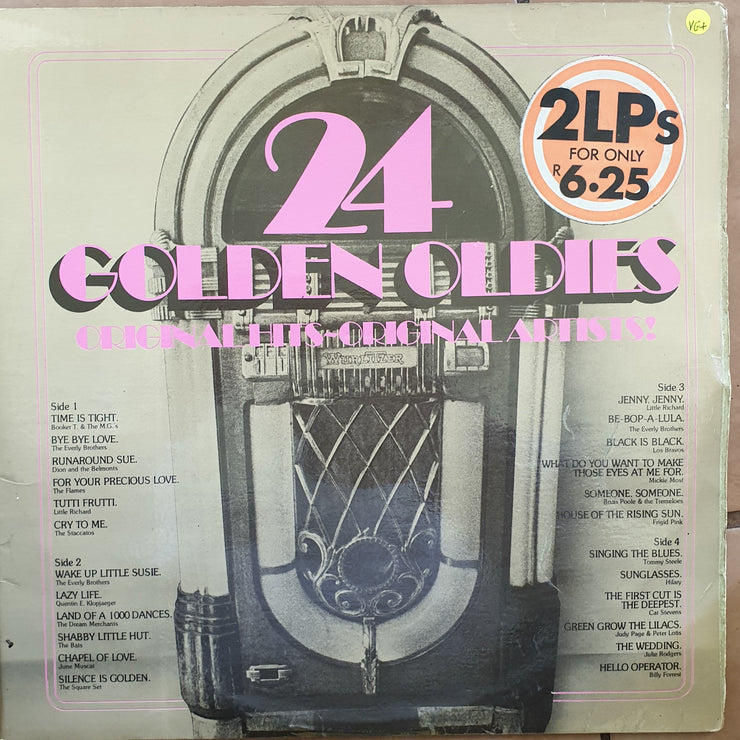 VG+
2LPs
FOR ONLY
R6.25
24
GOLDEN OLDIES
ORIGINAL HITS-ORIGINAL ARTISTS!
WURLITZER
Side 1
TIME IS TIGHT.
Booker T. & The M.G.'s
BYE BYE LOVE.
The Everly Brothers
RUNAROUND SUE.
Dion and the Belmonts
FOR YOUR PRECIOUS LOVE.
The Flames
TUTTI FRUTTI.
Little Richard
CRY TO ME.
The Staccatos
Side 2
WAKE UP LITTLE SUSIE.
The Everly Brothers
LAZY LIFE.
Quentin E. Klopjaeger
LAND OF A 1000 DANCES.
The Dream Merchants
SHABBY LITTLE HUT.
The Bats
CHAPEL OF LOVE.
June Muscat
SILENCE IS GOLDEN.
The Square Set
Side 3
JENNY, JENNY.
Little Richard
BE-BOP-A-LULA.
The Everly Brothers
BLACK IS BLACK.
Los Bravos
WHAT DO YOU WANT TO MAKE
THOSE EYES AT ME FOR.
Mickie Most
SOMEONE, SOMEONE.
Brian Poole & the Tremeloes
HOUSE OF THE RISING SUN.
Frigid Pink
Side 4
SINGING THE BLUES.
Tommy Steele
SUNGLASSES.
Hilary
THE FIRST CUT IS
THE DEEPEST.
Cat Stevens
GREEN GROW THE LILACS.
Judy Page & Peter Lotis
THE WEDDING.
Julie Rodgers
HELLO OPERATOR.
Billy Forrest